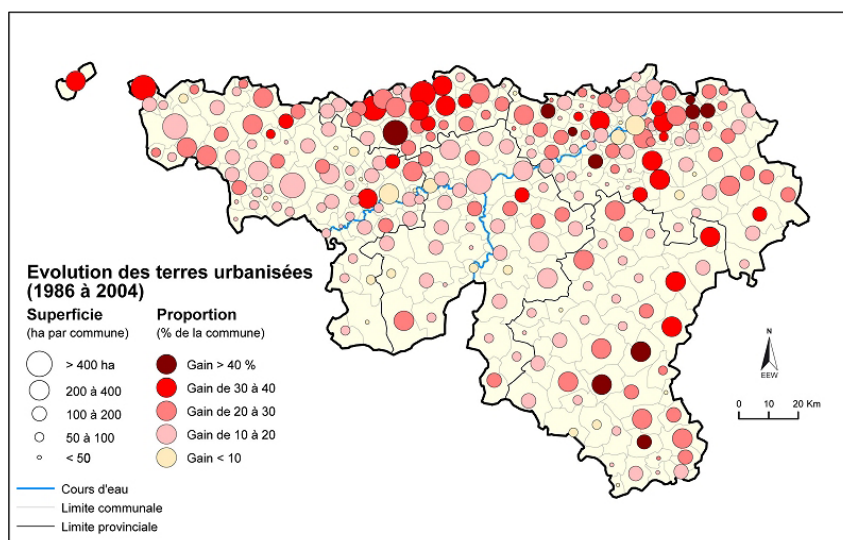 Evolution des terres urbanisées
(1986 à 2004)
Superficie
(ha par commune)
> 400 ha
200 à 400
100 à 200
50 à 100
< 50
Proportion
(% de la commune)
Gain > 40 %
Gain de 30 à 40
Gain de 20 à 30
Gain de 10 à 20
Gain < 10
Cours d'eau
Limite communale
Limite provinciale
N
EEW
0 10 20 Km